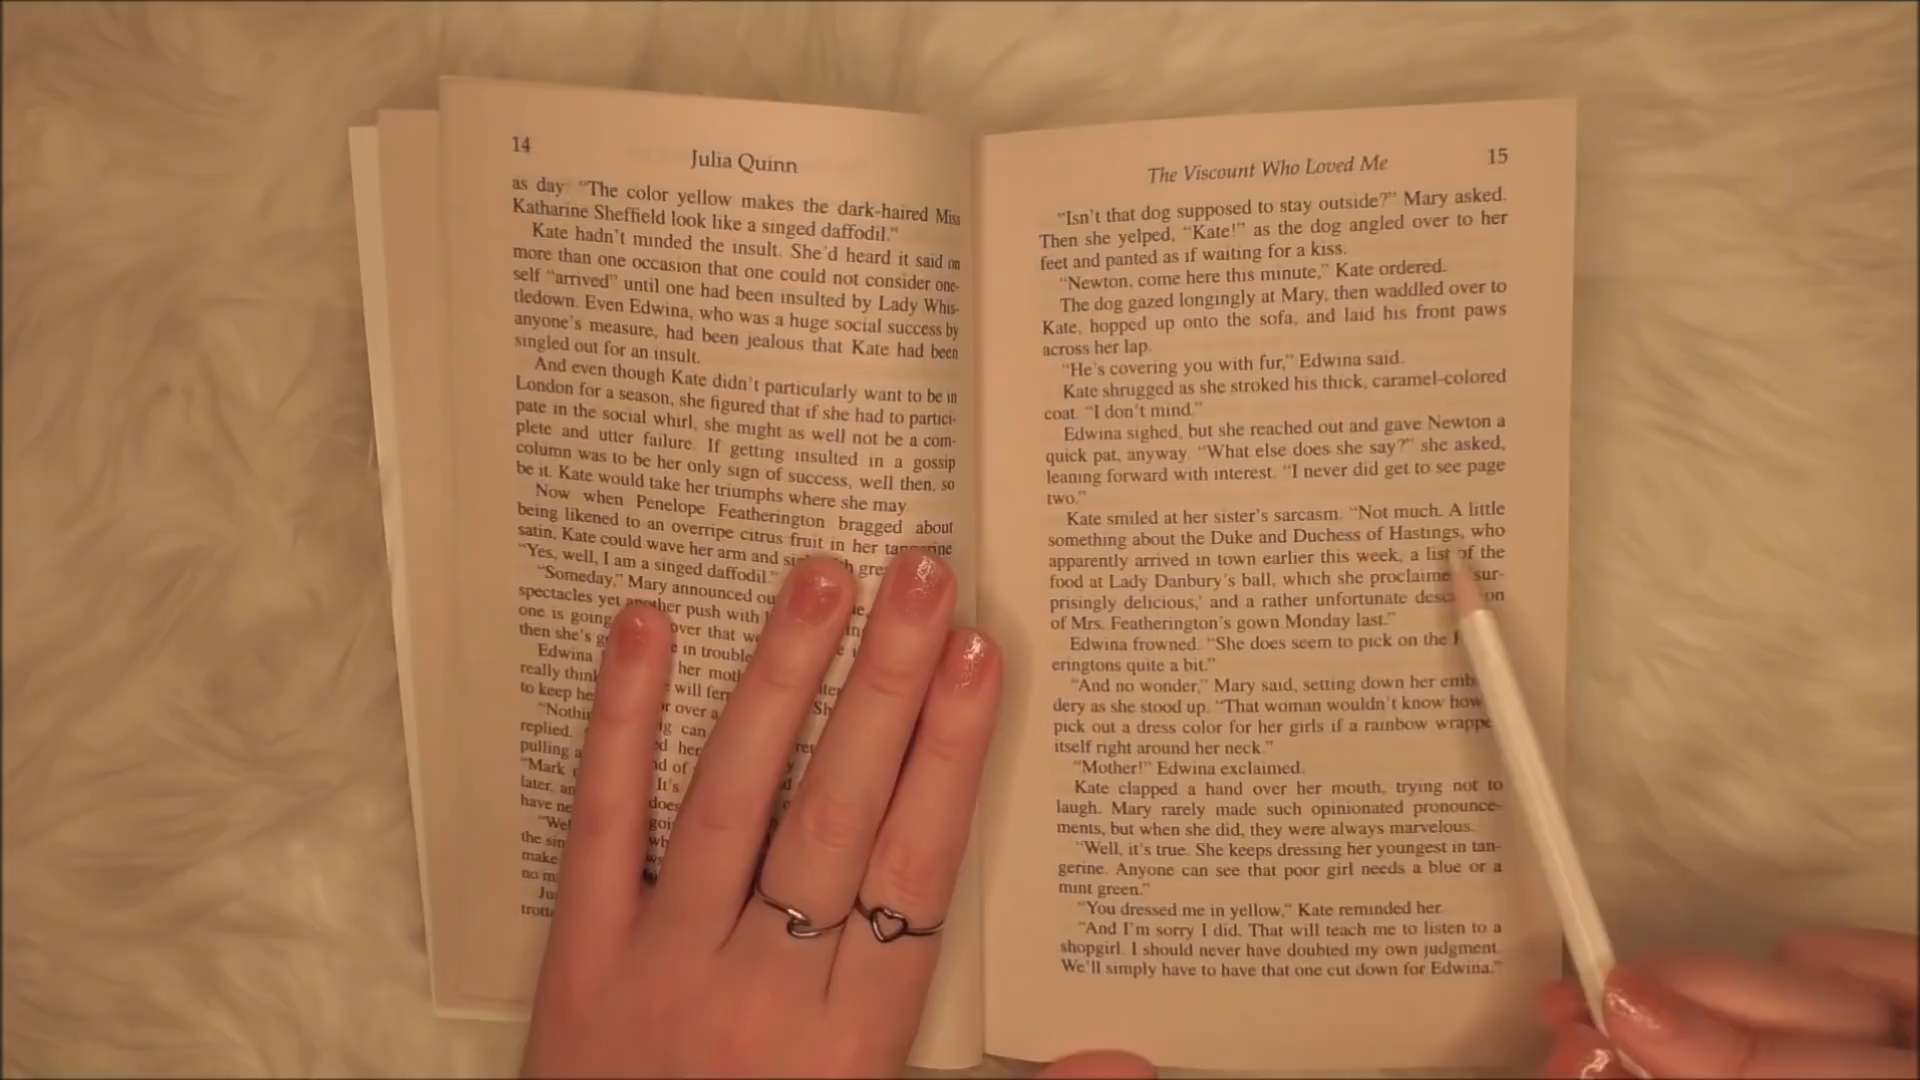 14
Julia Quinn
as day. "The color yellow makes the dark-haired Miss
Katharine Sheffield look like a singed daffodil."
Kate hadn't minded the insult. She'd heard it said on
more than one occasion that one could not consider one-
self "arrived" until one had been insulted by Lady Whis-
tledown. Even Edwina, who was a huge social success by
anyone's measure, had been jealous that Kate had been
singled out for an insult.
And even though Kate didn't particularly want to be in
London for a season, she figured that if she had to partici-
pate in the social whirl, she might as well not be a com-
plete and utter failure. If getting insulted in a gossip
column was to be her only sign of success, well then, so
be it. Kate would take her triumphs where she may.
Now when Penelope Featherington bragged about
being likened to an overripe citrus fruit in her tangerine
satin, Kate could wave her arm and
"Yes, well, I am a singed daffodil."
"Someday," Mary announced
spectacles yet another push with
one is going over that
then she's in trouble
Edwina her
really will
to keep over a
"Nothing can
replied. her
pulling of
"Mark It's
later, does
have
the
make
no
The Viscount Who Loved Me
15
"Isn't that dog supposed to stay outside?" Mary asked.
Then she yelped, "Kate!" as the dog angled over to her
feet and panted as if waiting for a kiss.
"Newton, come here this minute," Kate ordered.
The dog gazed longingly at Mary, then waddled over to
Kate, hopped up onto the sofa, and laid his front paws
across her lap.
"He's covering you with fur," Edwina said.
Kate shrugged as she stroked his thick, caramel-colored
coat. "I don't mind."
Edwina sighed, but she reached out and gave Newton a
quick pat, anyway. "What else does she say?" she asked,
leaning forward with interest. "I never did get to see page
two."
Kate smiled at her sister's sarcasm. "Not much. A little
something about the Duke and Duchess of Hastings, who
apparently arrived in town earlier this week, a list of the
food at Lady Danbury's ball, which she proclaimed 'sur-
prisingly delicious,' and a rather unfortunate description
of Mrs. Featherington's gown Monday last."
Edwina frowned. "She does seem to pick on the
eringtons quite a bit."
"And no wonder," Mary said, setting down her
dery as she stood up. "That woman wouldn't know how
pick out a dress color for her girls if a rainbow wrapped
itself right around her neck."
"Mother!" Edwina exclaimed.
Kate clapped a hand over her mouth, trying not to
laugh. Mary rarely made such opinionated pronounce-
ments, but when she did, they were always marvelous.
"Well, it's true. She keeps dressing her youngest in tan-
gerine. Anyone can see that poor girl needs a blue or a
mint green."
"You dressed me in yellow," Kate reminded her.
"And I'm sorry I did. That will teach me to listen to a
shopgirl. I should never have doubted my own judgment.
We'll simply have to have that one cut down for Edwina."